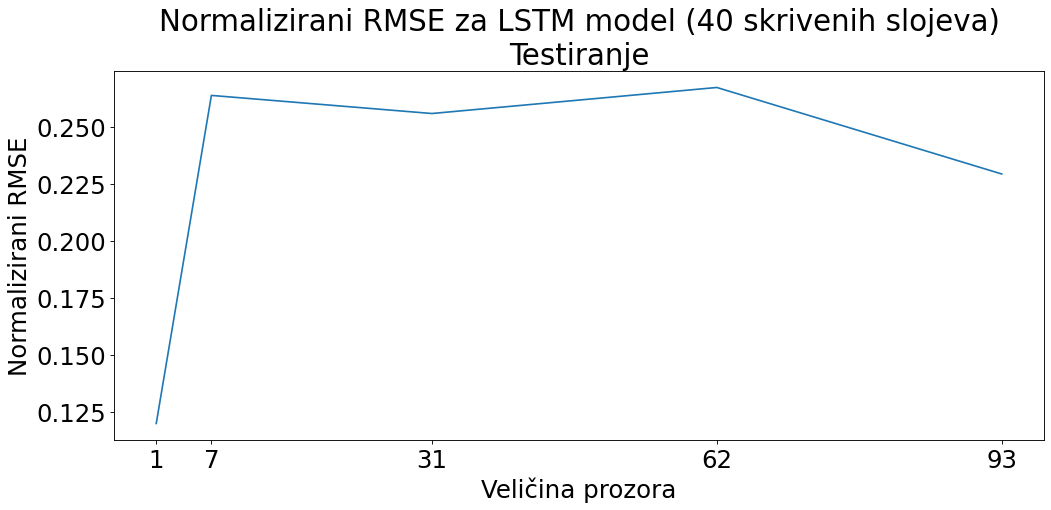 Normalizirani RMSE za LSTM model (40 skrivenih slojeva)
Testiranje
Normalizirani RMSE
0.250
0.225
0.200
0.175
0.150
0.125
1 7 31 62 93
Veličina prozora